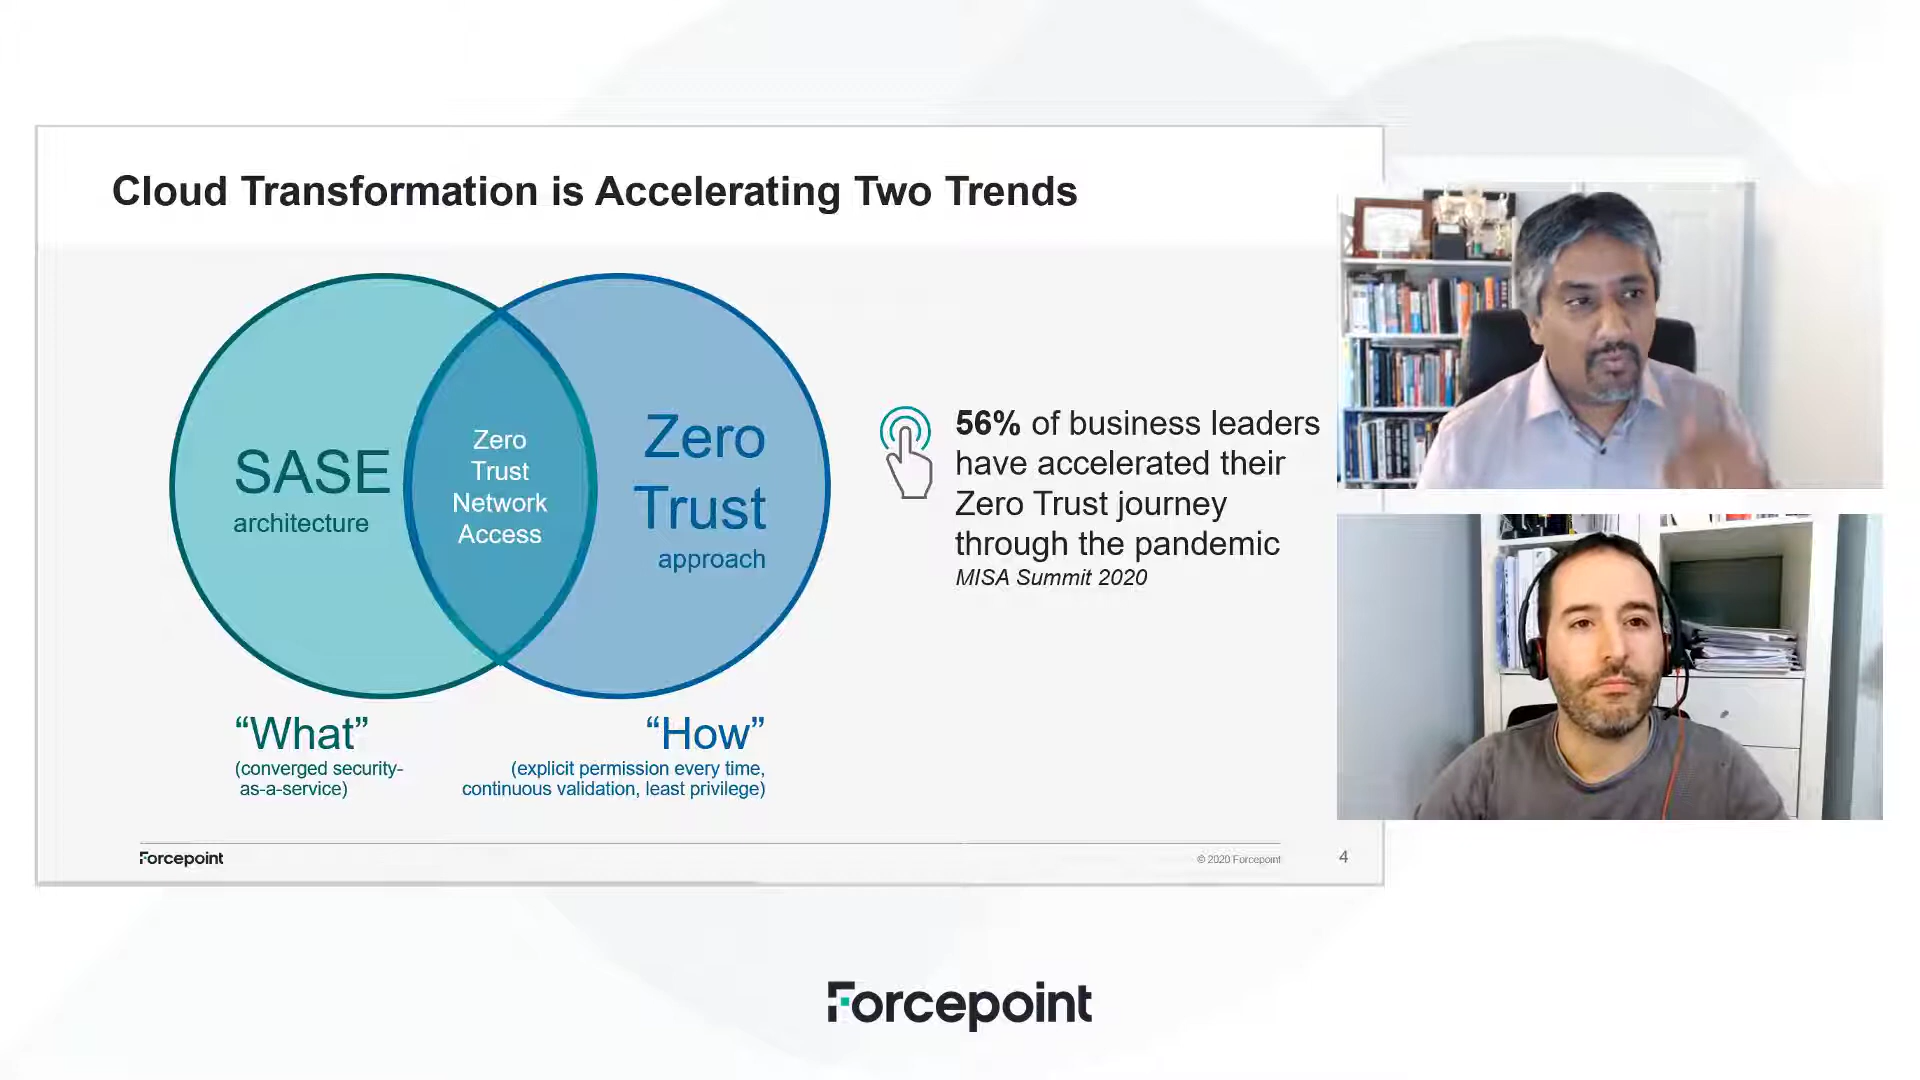 Cloud Transformation is Accelerating Two Trends
SASE
architecture
Zero
Trust
Network
Access
Zero
Trust
approach
56% of business leaders
have accelerated their
Zero Trust journey
through the pandemic
MISA Summit 2020
“What”
(converged security-
as-a-service)
“How”
(explicit permission every time,
continuous validation, least privilege)
Forcepoint
© 2020 Forcepoint
4
Forcepoint